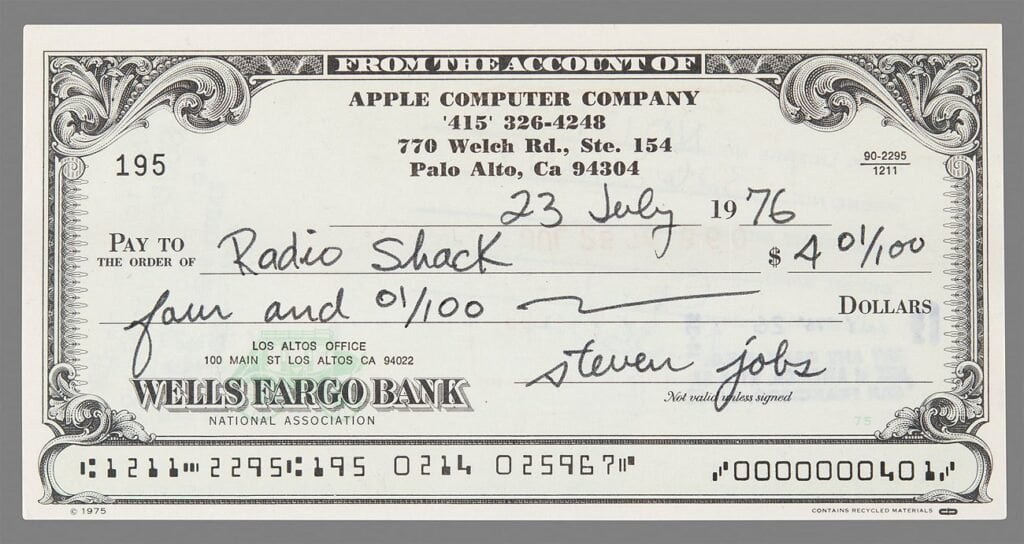 FROM THE ACCOUNT OF
APPLE COMPUTER COMPANY
'415' 326-4248
770 Welch Rd., Ste. 154
Palo Alto, Ca 94304
195
90-2295
1211
23 July 1976
PAY TO
THE ORDER OF Radio Shack $ 4 01/100
four and 01/100 DOLLARS
LOS ALTOS OFFICE
100 MAIN ST LOS ALTOS CA 94022
WELLS FARGO BANK
NATIONAL ASSOCIATION
steven jobs
Not valid unless signed
75
⑆1211⑉2295⑆195 0214 025967⑈ ⑇0000000401⑇
© 1975
CONTAINS RECYCLED MATERIALS